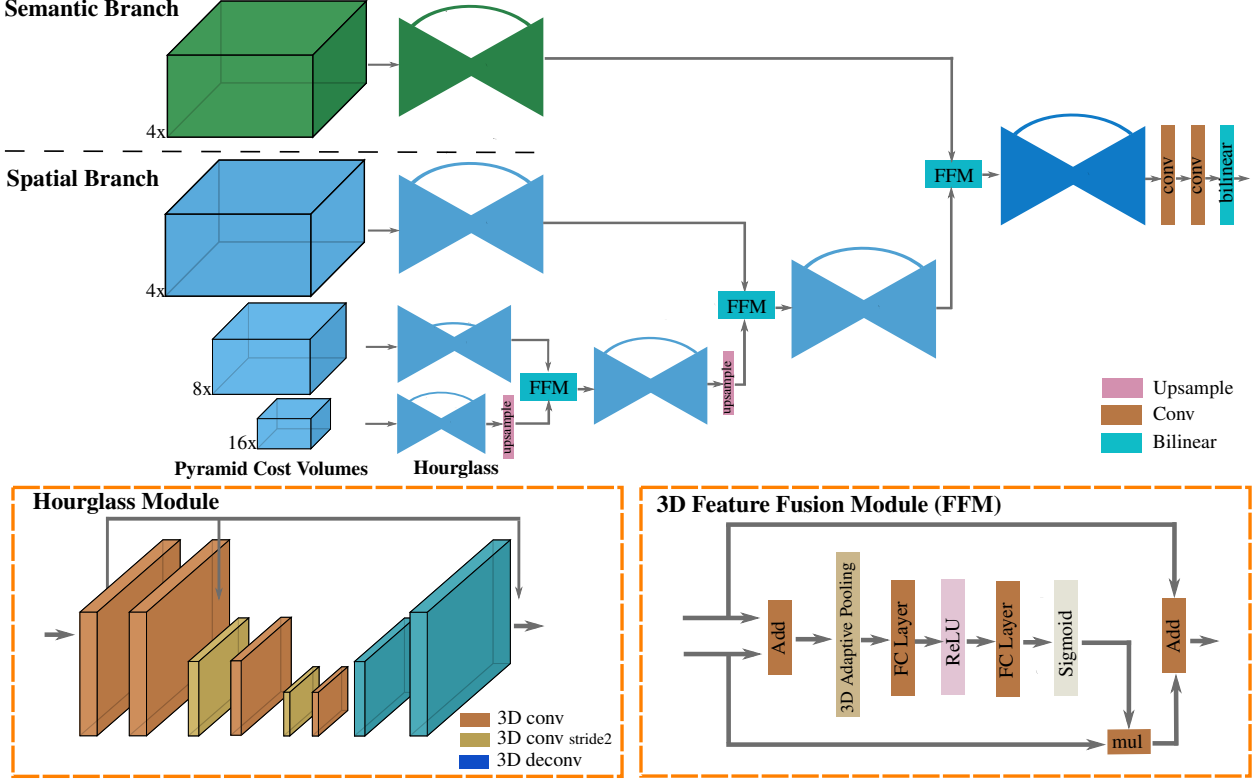 Semantic Branch
4x
Spatial Branch
4x
8x
16x
Pyramid Cost Volumes
Hourglass
upsample
FFM
upsample
FFM
FFM
conv
conv
bilinear
Upsample
Conv
Bilinear
Hourglass Module
3D conv
3D conv stride2
3D deconv
3D Feature Fusion Module (FFM)
Add
3D Adaptive Pooling
FC Layer
ReLU
FC Layer
Sigmoid
mul
Add